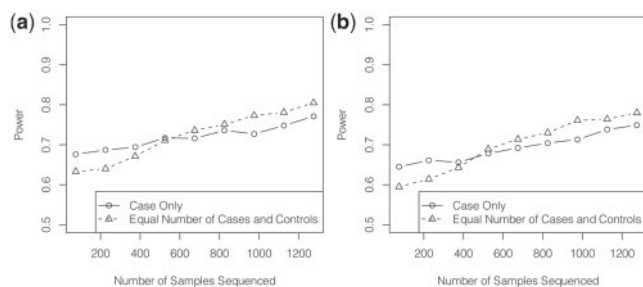 (a)
1.0
0.9
0.8
0.7
0.6
0.5
Power
Case Only
Equal Number of Cases and Controls
200 400 600 800 1000 1200
Number of Samples Sequenced
(b)
1.0
0.9
0.8
0.7
0.6
0.5
Power
Case Only
Equal Number of Cases and Controls
200 400 600 800 1000 1200
Number of Samples Sequenced